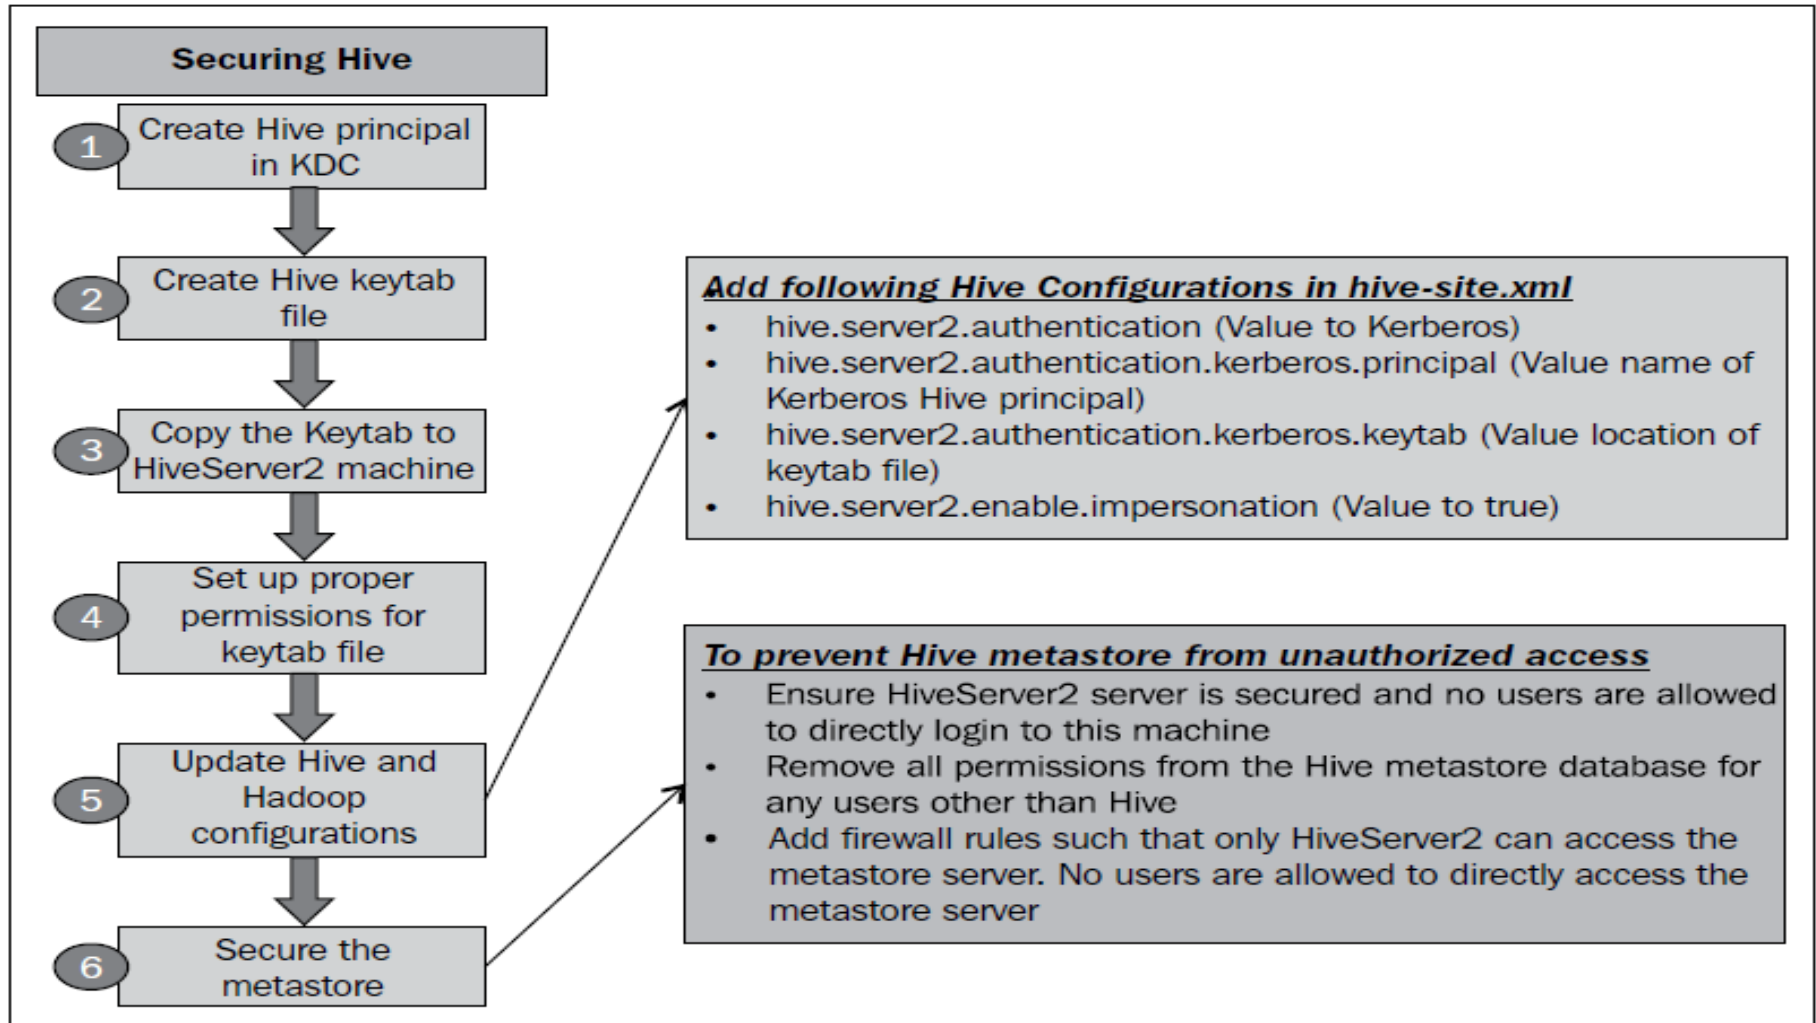 Securing Hive
1
Create Hive principal
in KDC
2
Create Hive keytab
file
3
Copy the Keytab to
HiveServer2 machine
4
Set up proper
permissions for
keytab file
5
Update Hive and
Hadoop
configurations
6
Secure the
metastore
Add following Hive Configurations in hive-site.xml
• hive.server2.authentication (Value to Kerberos)
• hive.server2.authentication.kerberos.principal (Value name of
Kerberos Hive principal)
• hive.server2.authentication.kerberos.keytab (Value location of
keytab file)
• hive.server2.enable.impersonation (Value to true)
To prevent Hive metastore from unauthorized access
• Ensure HiveServer2 server is secured and no users are allowed
to directly login to this machine
• Remove all permissions from the Hive metastore database for
any users other than Hive
• Add firewall rules such that only HiveServer2 can access the
metastore server. No users are allowed to directly access the
metastore server